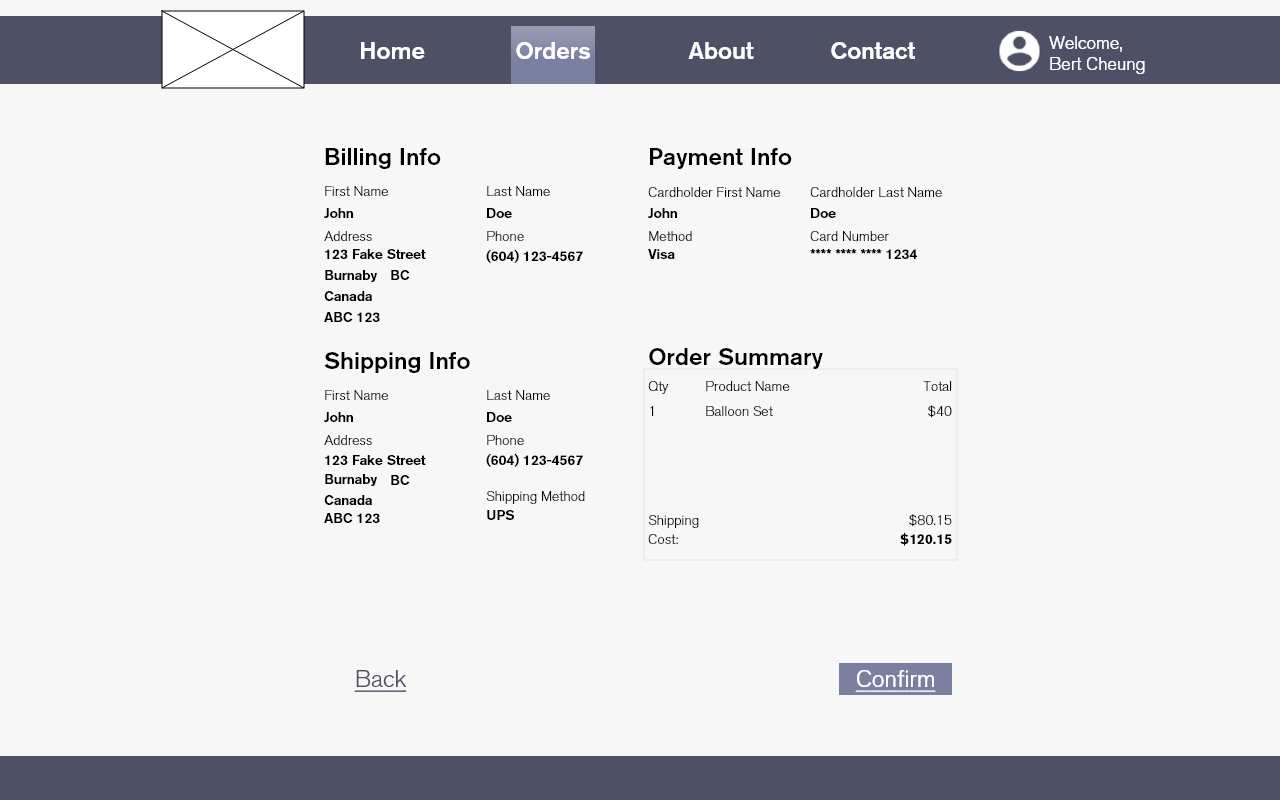 Home Orders About Contact Welcome,
Bert Cheung
Billing Info
First Name Last Name
John Doe
Address Phone
123 Fake Street (604) 123-4567
Burnaby BC
Canada
ABC 123
Payment Info
Cardholder First Name Cardholder Last Name
John Doe
Method Card Number
Visa **** **** **** 1234
Shipping Info
First Name Last Name
John Doe
Address Phone
123 Fake Street (604) 123-4567
Burnaby BC
Canada Shipping Method
ABC 123 UPS
Order Summary
Qty Product Name Total
1 Balloon Set $40
Shipping $80.15
Cost: $120.15
Back Confirm